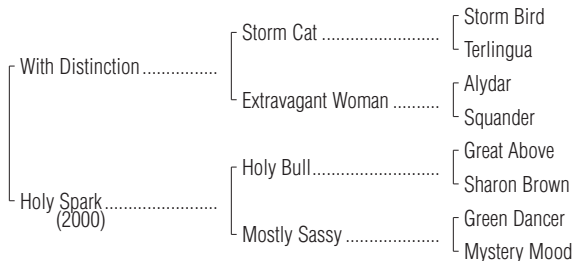 Storm Bird
Storm Cat ........................
Terlingua
With Distinction ...............
Alydar
Extravagant Woman ..........
Squander
Great Above
Holy Bull..........................
Sharon Brown
Holy Spark ......................
(2000)
Green Dancer
Mostly Sassy ...................
Mystery Mood